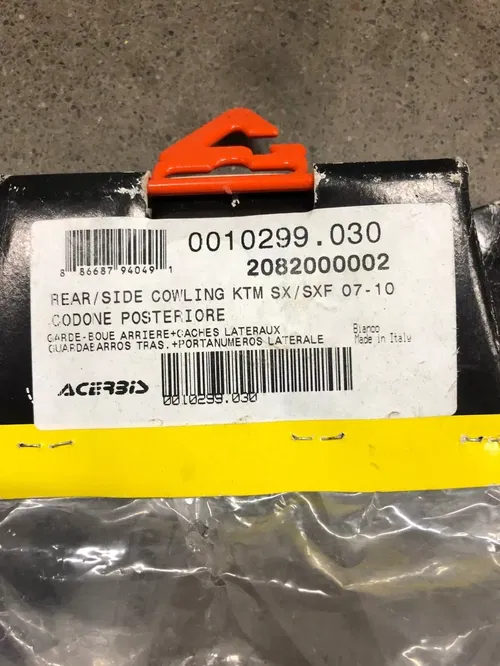 0010299.030
8 86687 94049 1
2082000002
REAR/SIDE COWLING KTM SX/SXF 07-10
CODONE POSTERIORE
GARDE-BOUE ARRIERE+CACHES LATERAUX
GUARDABARROS TRAS.+PORTANUMEROS LATERALE
Bianco
Made in Italy
ACERBIS
0010299.030